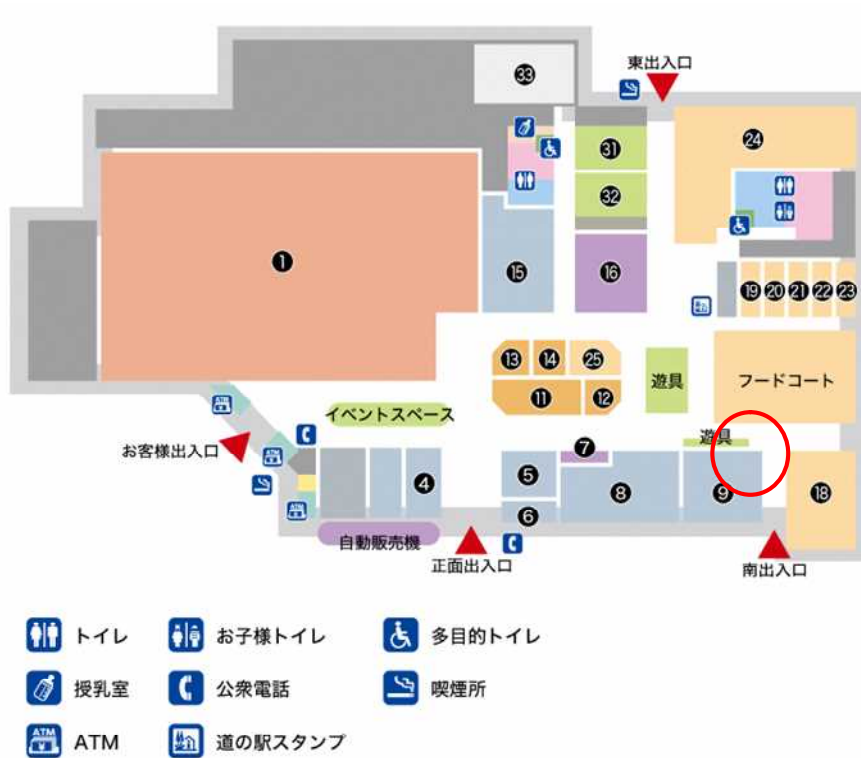 東出入口
33
24
31
32
1
15
16
19 20 21 22 23
13 14 25
11 12
遊具
フードコート
イベントスペース
お客様出入口
遊具
7
4
5
8
9
18
6
自動販売機
正面出入口
南出入口
トイレ
お子様トイレ
多目的トイレ
授乳室
公衆電話
喫煙所
ATM
ATM
ATM
ATM
ATM
道の駅スタンプ